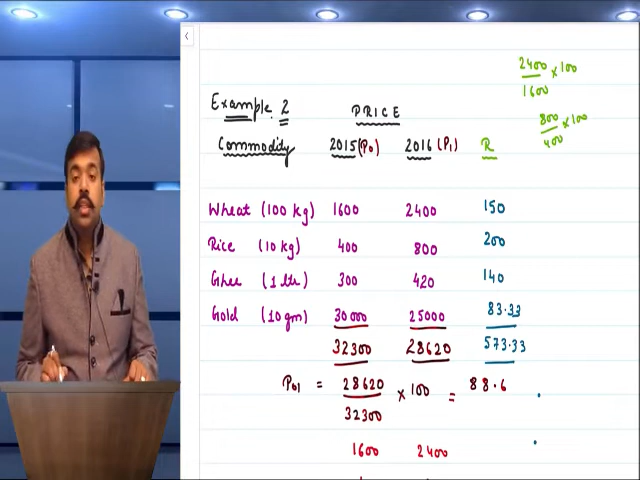 2400/1600 × 100
Example 2 PRICE
800/400 × 100
Commodity 2015 (P0) 2016 (P1) R
Wheat (100 kg) 1600 2400 150
Rice (10 kg) 400 800 200
Ghee (1 ltr) 300 420 140
Gold (10 gm) 30000 25000 83.33
32300 28620 573.33
P01 = 28620/32300 × 100 = 88.6
1600 2400